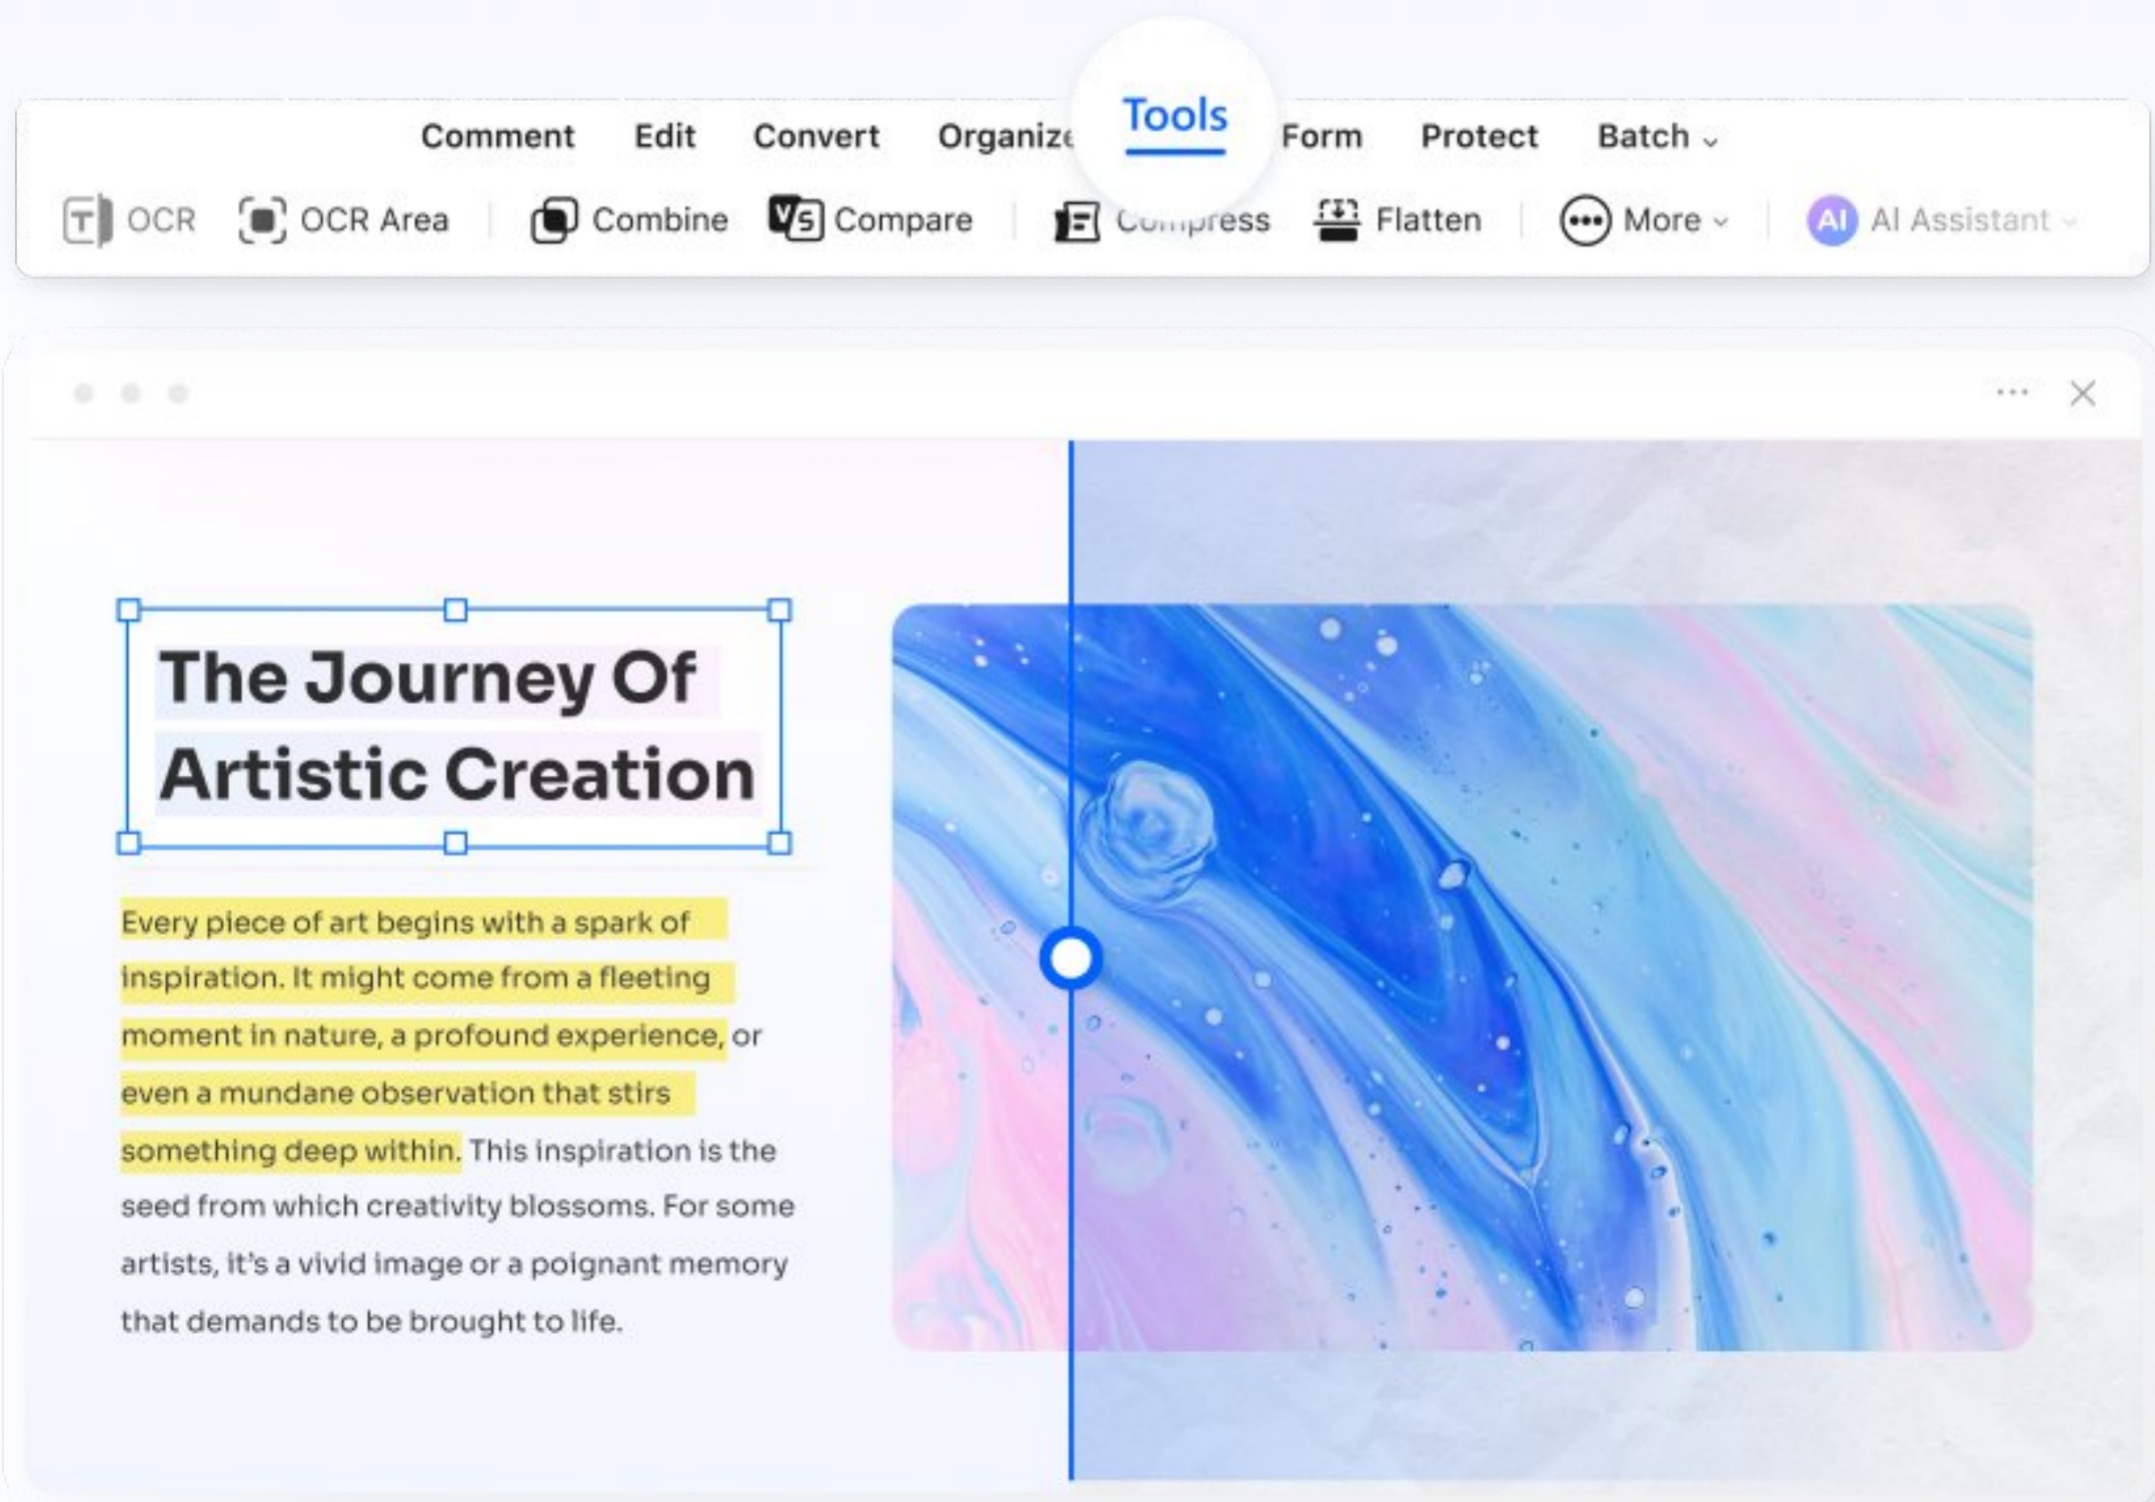 Tools
Comment Edit Convert Organize Form Protect Batch
T OCR OCR Area Combine VS Compare Compress Flatten More AI AI Assistant
The Journey Of
Artistic Creation
Every piece of art begins with a spark of
inspiration. It might come from a fleeting
moment in nature, a profound experience, or
even a mundane observation that stirs
something deep within. This inspiration is the
seed from which creativity blossoms. For some
artists, it's a vivid image or a poignant memory
that demands to be brought to life.